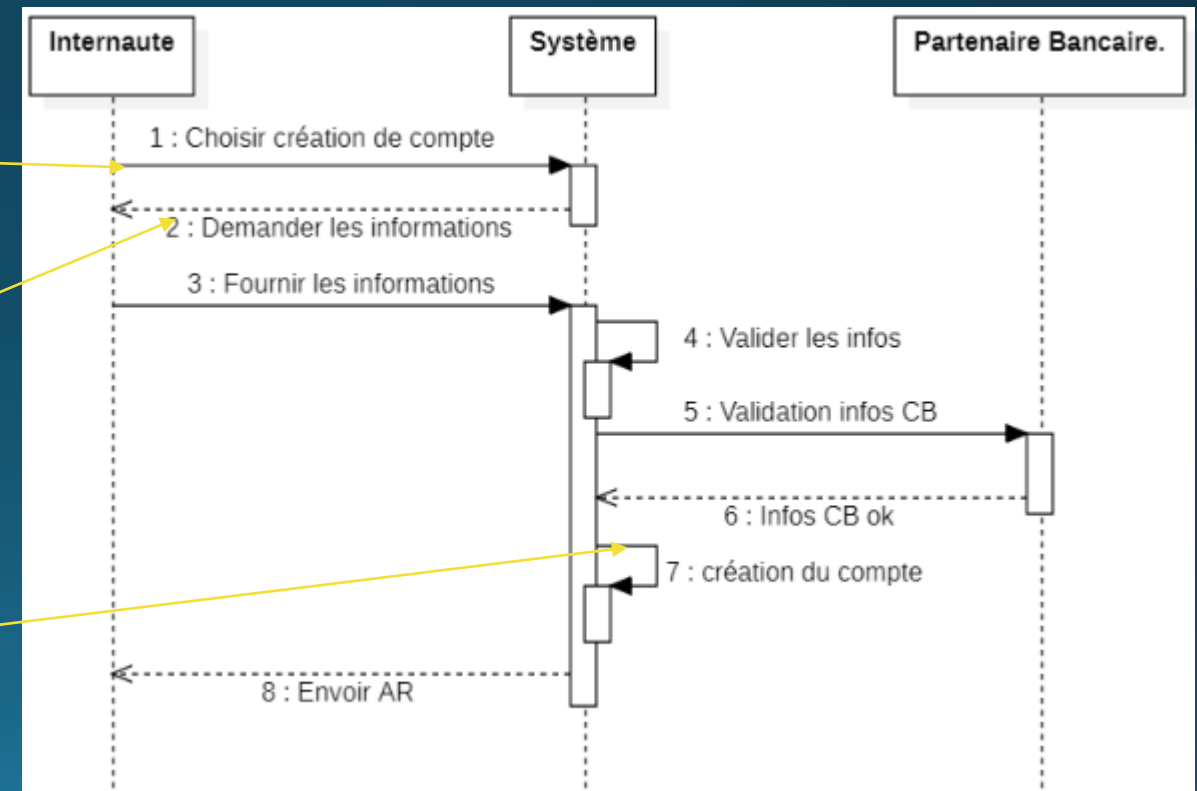 Internaute
Système
Partenaire Bancaire.
1 : Choisir création de compte
2 : Demander les informations
3 : Fournir les informations
4 : Valider les infos
5 : Validation infos CB
6 : Infos CB ok
7 : création du compte
8 : Envoir AR